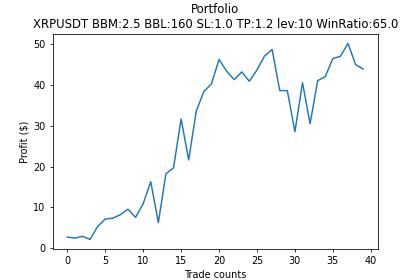 Portfolio
XRPUSDT BBM:2.5 BBL:160 SL:1.0 TP:1.2 lev:10 WinRatio:65.0
50
40
30
20
10
0
Profit ($)
0 5 10 15 20 25 30 35 40
Trade counts